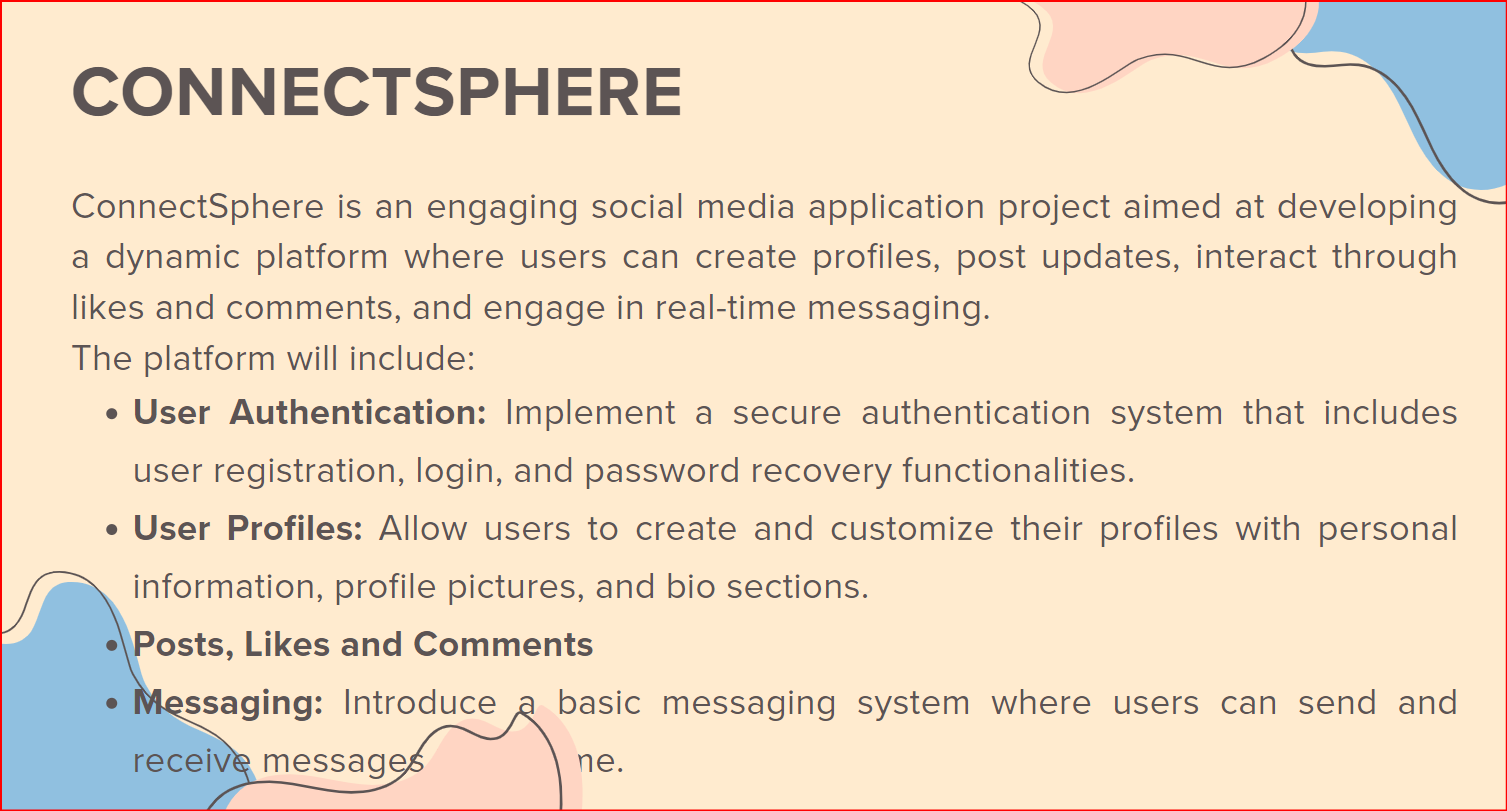 CONNECTSPHERE
ConnectSphere is an engaging social media application project aimed at developing
a dynamic platform where users can create profiles, post updates, interact through
likes and comments, and engage in real-time messaging.
The platform will include:
• User Authentication: Implement a secure authentication system that includes
user registration, login, and password recovery functionalities.
• User Profiles: Allow users to create and customize their profiles with personal
information, profile pictures, and bio sections.
• Posts, Likes and Comments
• Messaging: Introduce a basic messaging system where users can send and
receive messages